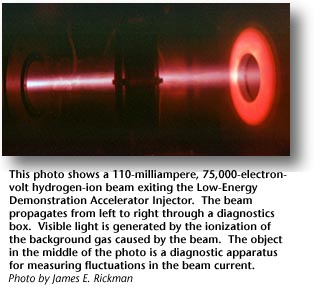 This photo shows a 110-milliampere, 75,000-electron-
volt hydrogen-ion beam exiting the Low-Energy
Demonstration Accelerator Injector.  The beam
propagates from left to right through a diagnostics
box.  Visible light is generated by the ionization of
the background gas caused by the beam.  The object
in the middle of the photo is a diagnostic apparatus
for measuring fluctuations in the beam current.
Photo by James E. Rickman